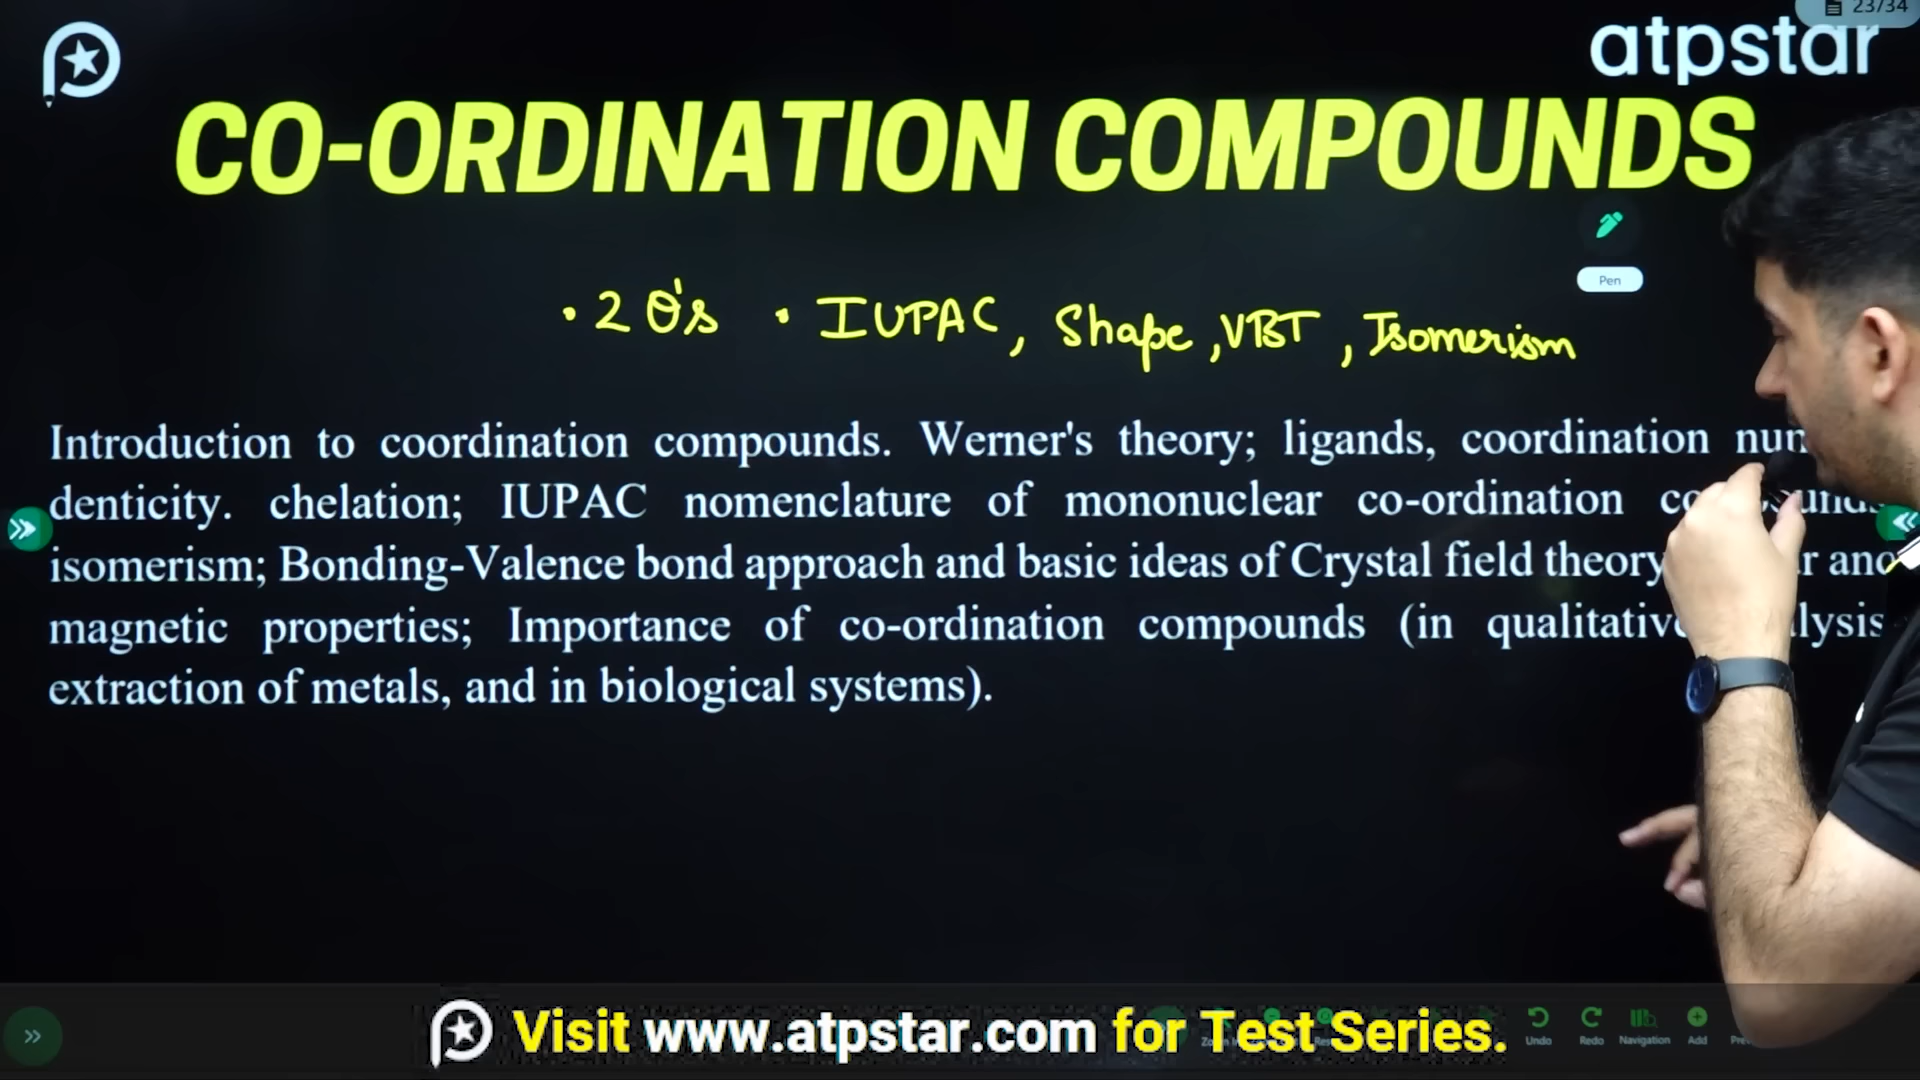 23/34
atpstar
CO-ORDINATION COMPOUNDS
Pen
· 2 Q's · IUPAC, Shape, VBT, Isomerism
Introduction to coordination compounds. Werner's theory; ligands, coordination
denticity. chelation; IUPAC nomenclature of mononuclear co-ordination
isomerism; Bonding-Valence bond approach and basic ideas of Crystal field theory
magnetic properties; Importance of co-ordination compounds (in
extraction of metals, and in biological systems).
Visit www.atpstar.com for Test Series.
Undo Redo Navigation Add